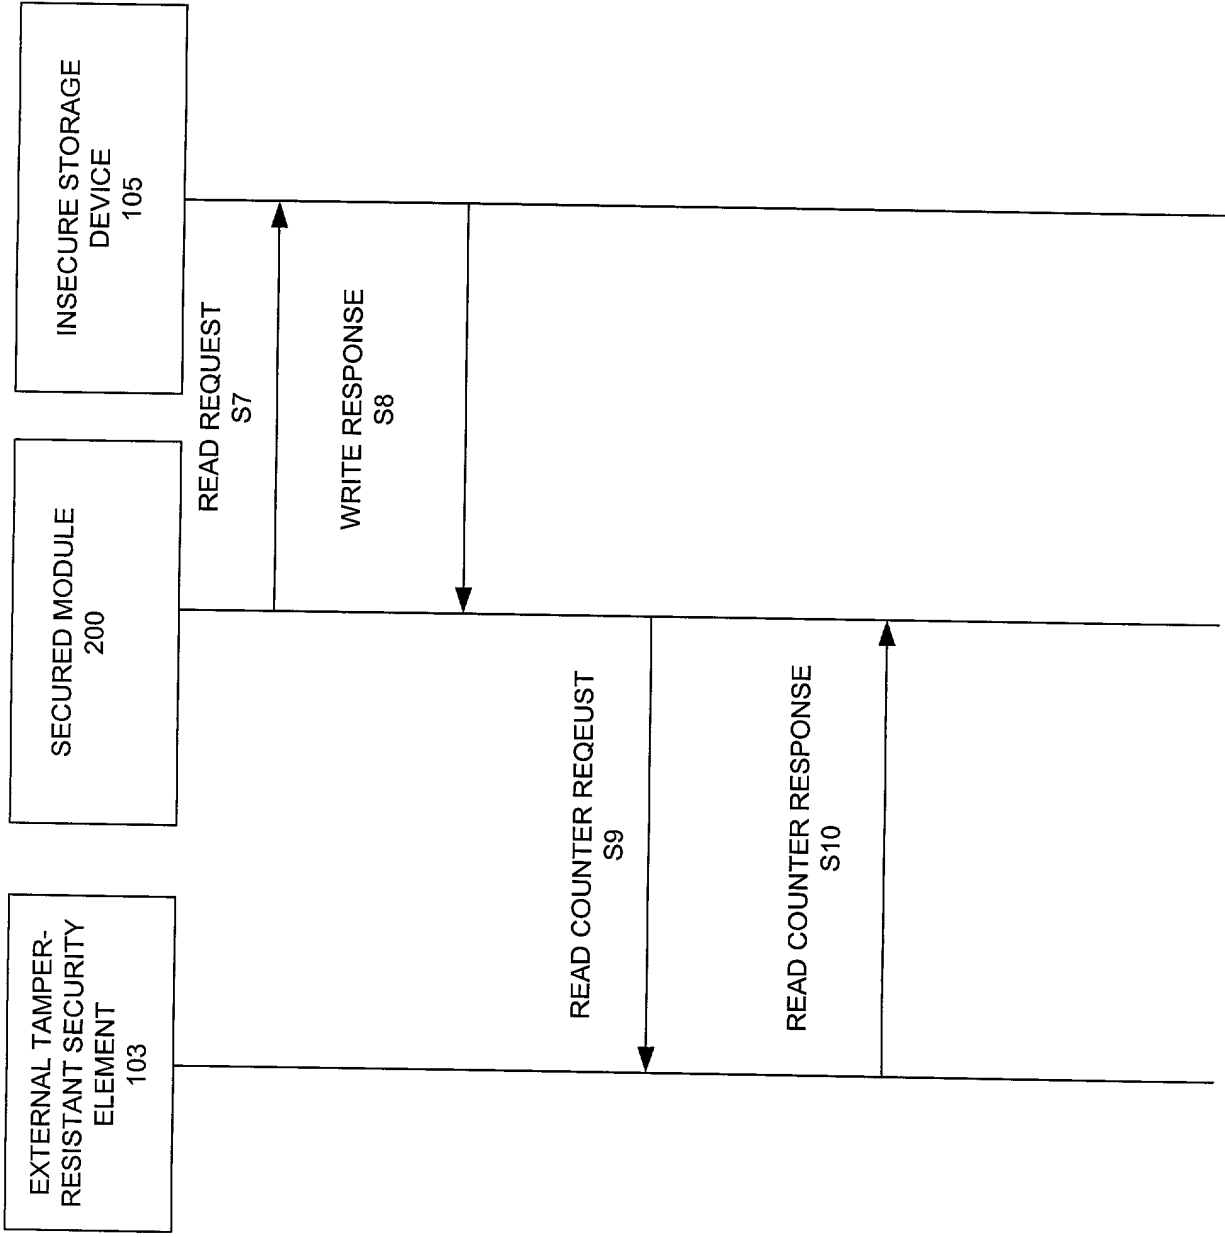 EXTERNAL TAMPER-
RESISTANT SECURITY
ELEMENT
103
SECURED MODULE
200
INSECURE STORAGE
DEVICE
105
READ REQUEST
S7
WRITE RESPONSE
S8
READ COUNTER REQEUST
S9
READ COUNTER RESPONSE
S10